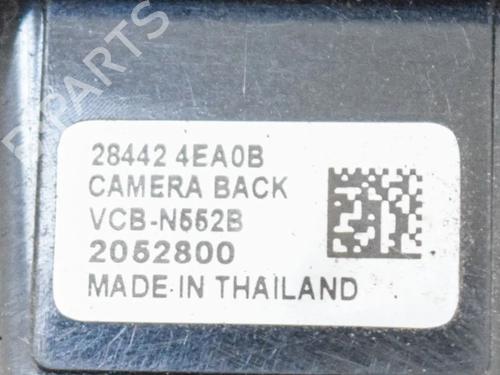 B-PARTS
28442 4EA0B
CAMERA BACK
VCB-N552B
2052800
MADE IN THAILAND